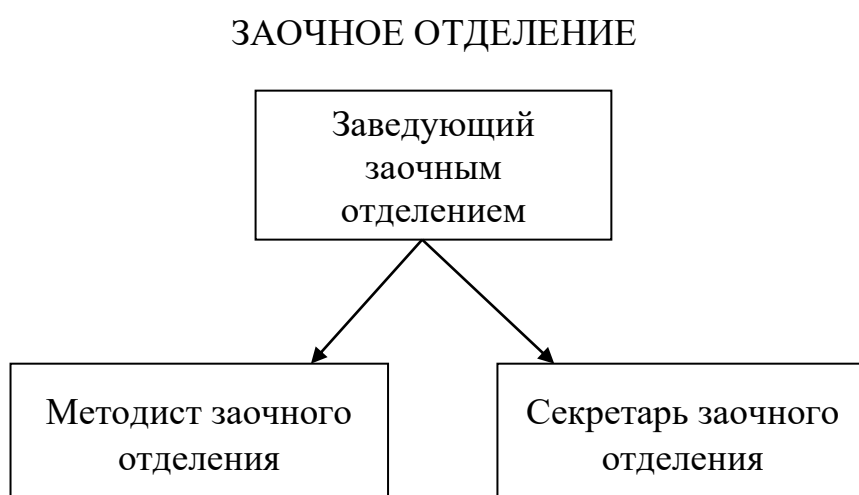 ЗАОЧНОЕ ОТДЕЛЕНИЕ
Заведующий
заочным
отделением
Методист заочного
отделения
Секретарь заочного
отделения